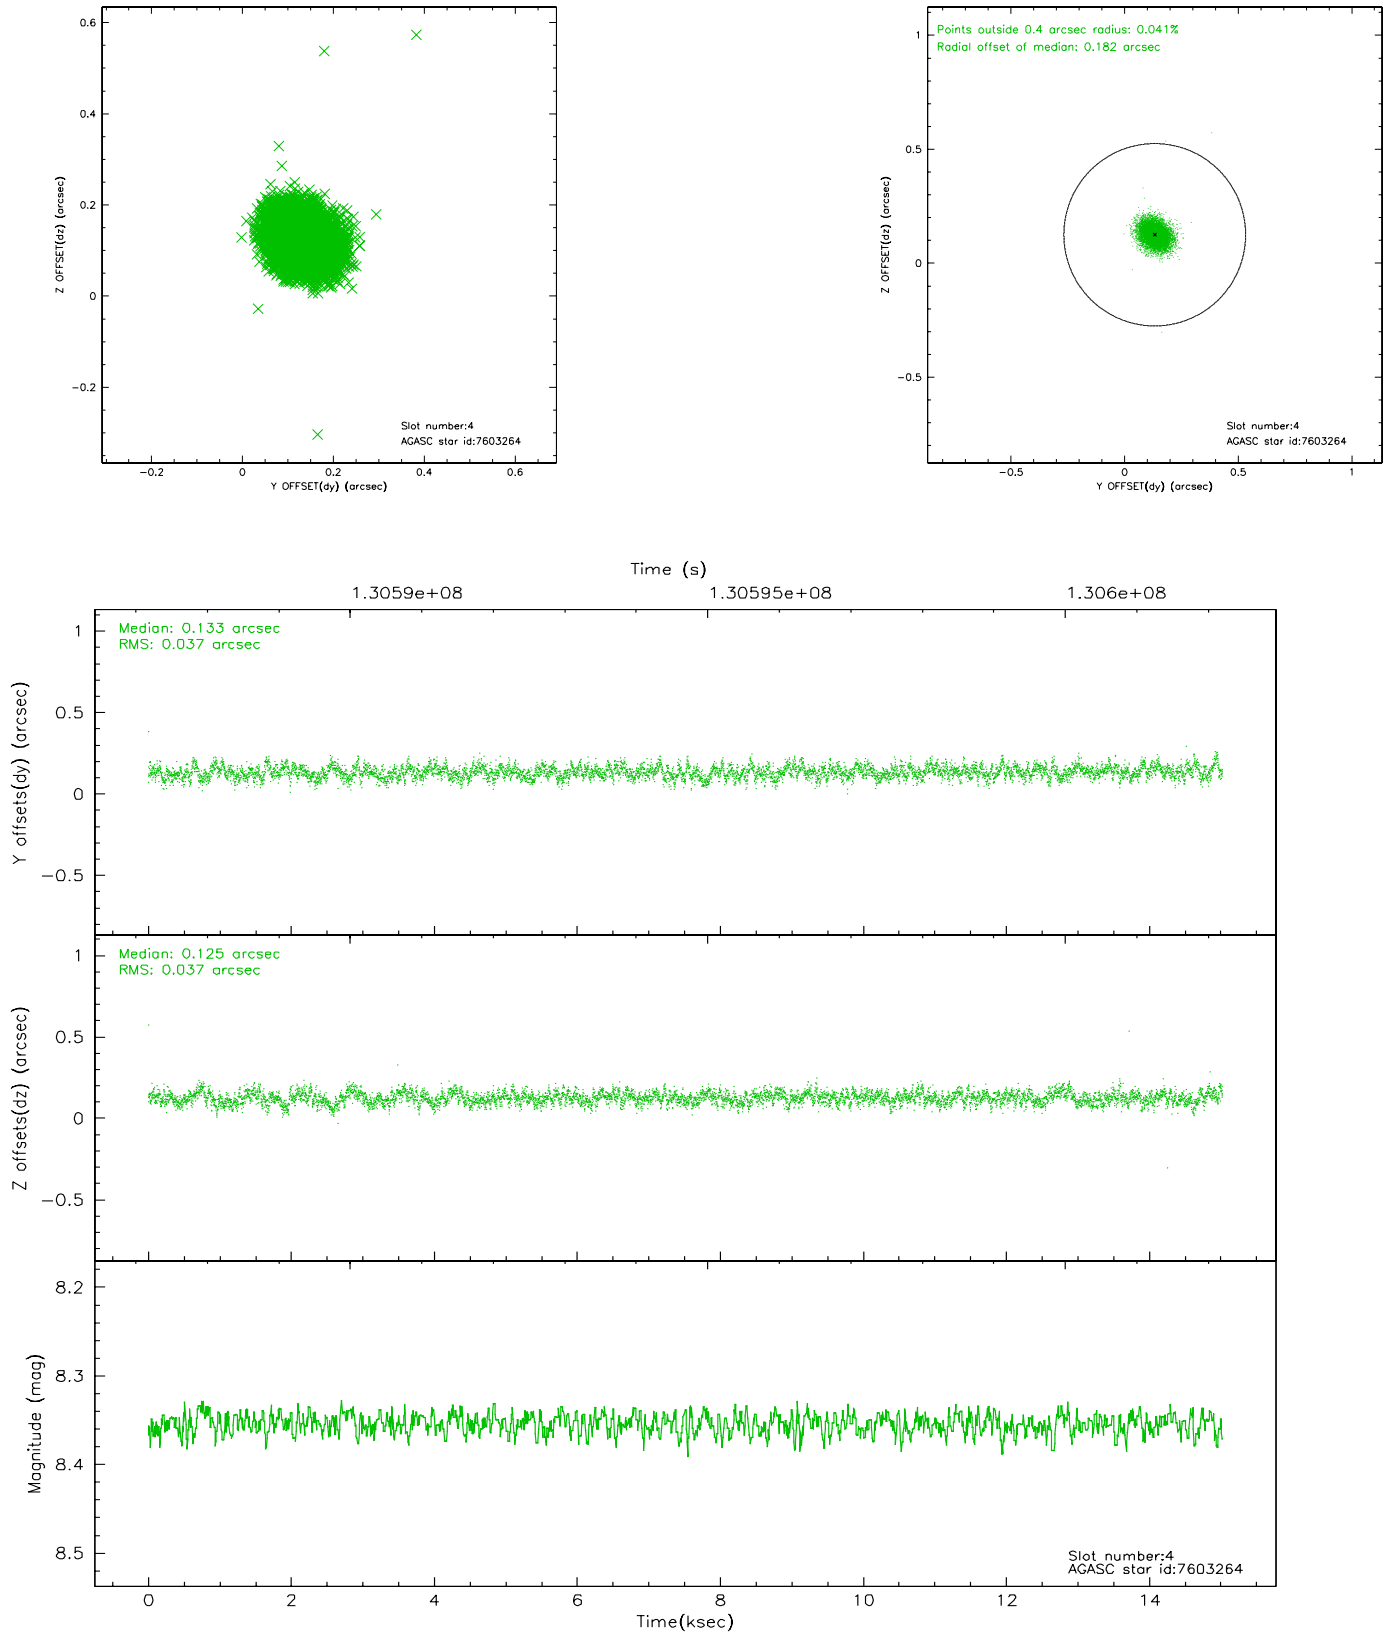 0.6
0.4
0.2
0
−0.2
Z OFFSET(dz) (arcsec)
Slot number:4
AGASC star id:7603264
−0.2 0 0.2 0.4 0.6
Y OFFSET(dy) (arcsec)
Points outside 0.4 arcsec radius: 0.041%
Radial offset of median: 0.182 arcsec
1
0.5
0
−0.5
Z OFFSET(dz) (arcsec)
Slot number:4
AGASC star id:7603264
−0.5 0 0.5 1
Y OFFSET(dy) (arcsec)
Time (s)
1.3059e+08 1.30595e+08 1.306e+08
Median: 0.133 arcsec
RMS: 0.037 arcsec
1
0.5
0
−0.5
Y offsets(dy) (arcsec)
Median: 0.125 arcsec
RMS: 0.037 arcsec
1
0.5
0
−0.5
Z offsets(dz) (arcsec)
8.2
8.3
8.4
8.5
Magnitude (mag)
Slot number:4
AGASC star id:7603264
0 2 4 6 8 10 12 14
Time(ksec)